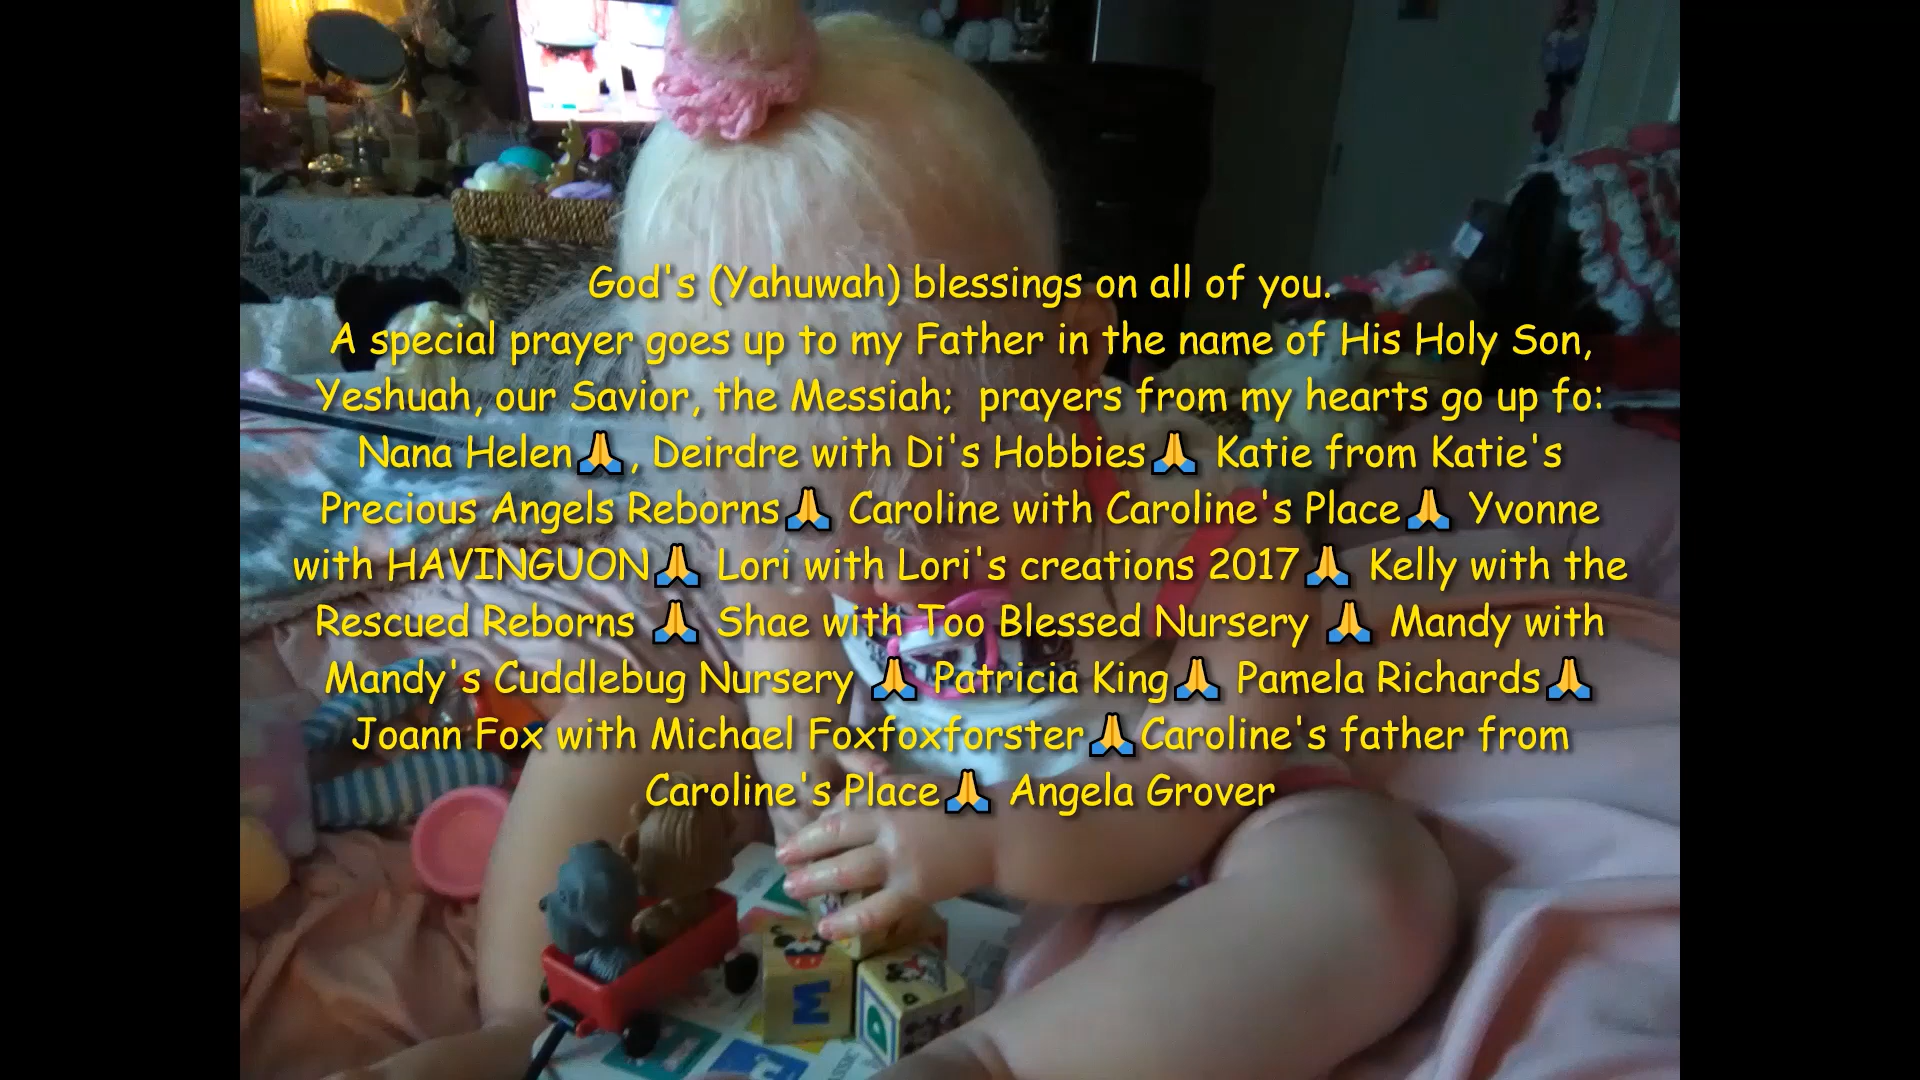 God's (Yahuwah) blessings on all of you.
A special prayer goes up to my Father in the name of His Holy Son,
Yeshuah, our Savior, the Messiah;  prayers from my hearts go up fo:
Nana Helen🙏, Deirdre with Di's Hobbies🙏 Katie from Katie's
Precious Angels Reborns🙏 Caroline with Caroline's Place🙏 Yvonne
with HAVINGUON🙏 Lori with Lori's creations 2017🙏 Kelly with the
Rescued Reborns 🙏 Shae with Too Blessed Nursery 🙏 Mandy with
Mandy's Cuddlebug Nursery 🙏 Patricia King🙏 Pamela Richards🙏
Joann Fox with Michael Foxfoxforster🙏Caroline's father from
Caroline's Place🙏 Angela Grover
M